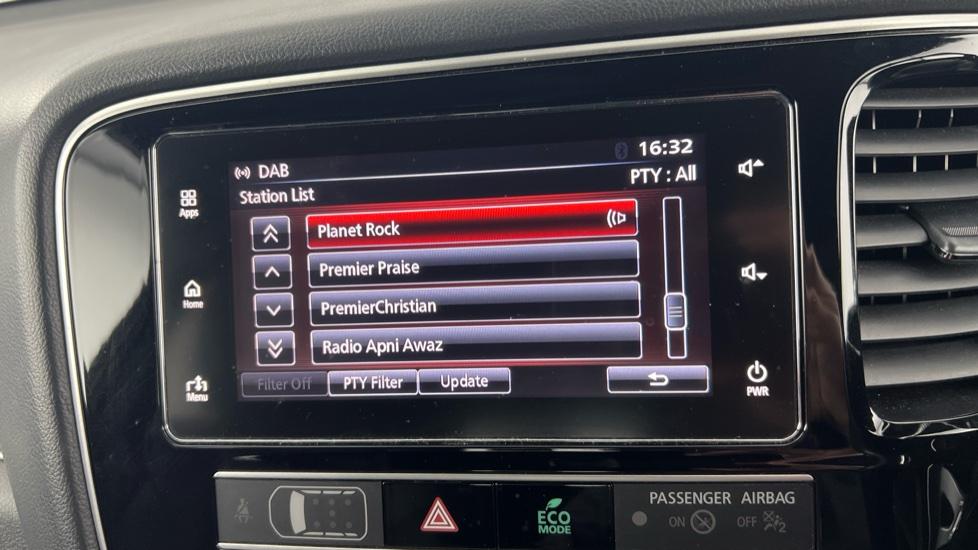 16:32
DAB
PTY : All
Station List
Apps
Planet Rock
Premier Praise
Home
PremierChristian
Radio Apni Awaz
Menu
Filter Off
PTY Filter
Update
PWR
ECO
MODE
PASSENGER AIRBAG
ON
OFF
2